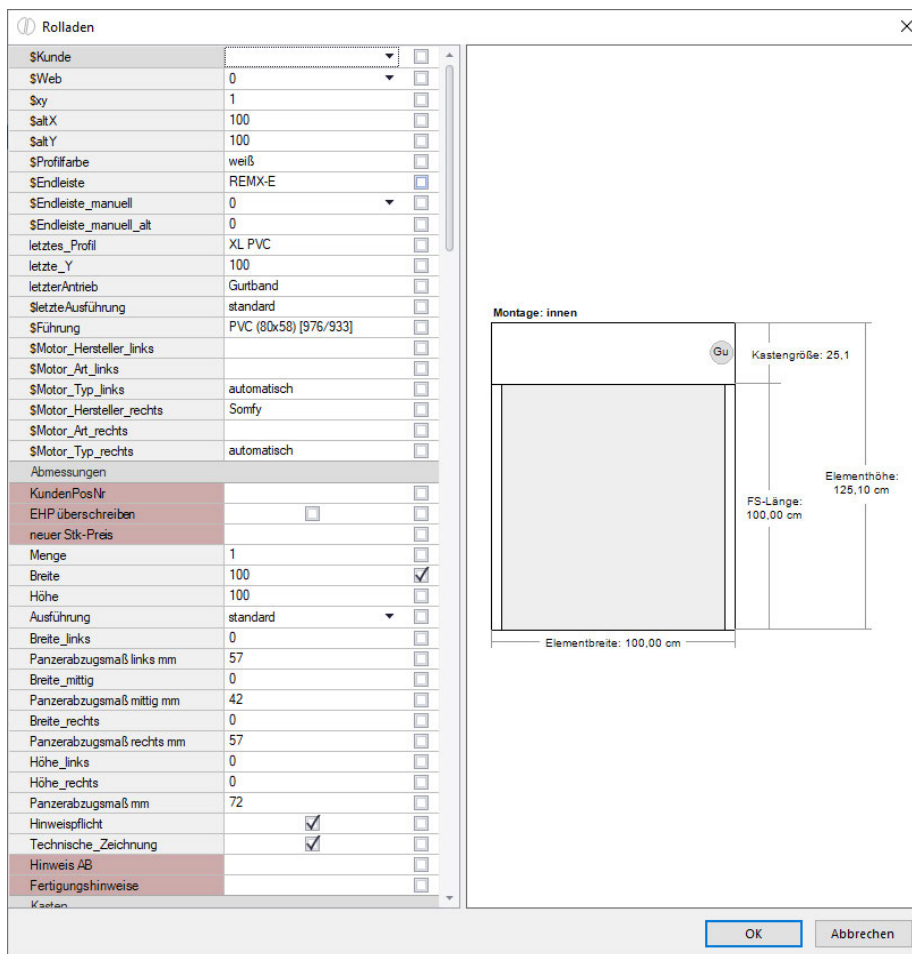 Rolladen
$Kunde
$Web 0
$xy 1
$altX 100
$altY 100
$Profilfarbe weiß
$Endleiste REMX-E
$Endleiste_manuell 0
$Endleiste_manuell_alt 0
letztes_Profil XL PVC
letzte_Y 100
letzterAntrieb Gurtband
$letzteAusführung standard
$Führung PVC (80x58) [976/933]
$Motor_Hersteller_links
$Motor_Art_links
$Motor_Typ_links automatisch
$Motor_Hersteller_rechts Somfy
$Motor_Art_rechts
$Motor_Typ_rechts automatisch
Abmessungen
KundenPosNr
EHP überschreiben
neuer Stk-Preis
Menge 1
Breite 100
Höhe 100
Ausführung standard
Breite_links 0
Panzerabzugsmaß links mm 57
Breite_mittig 0
Panzerabzugsmaß mittig mm 42
Breite_rechts 0
Panzerabzugsmaß rechts mm 57
Höhe_links 0
Höhe_rechts 0
Panzerabzugsmaß mm 72
Hinweispflicht
Technische_Zeichnung
Hinweis AB
Fertigungshinweise
Kasten
Montage: innen
Gu
Kastengröße: 25,1
Elementhöhe:
125,10 cm
FS-Länge:
100,00 cm
Elementbreite: 100,00 cm
OK Abbrechen